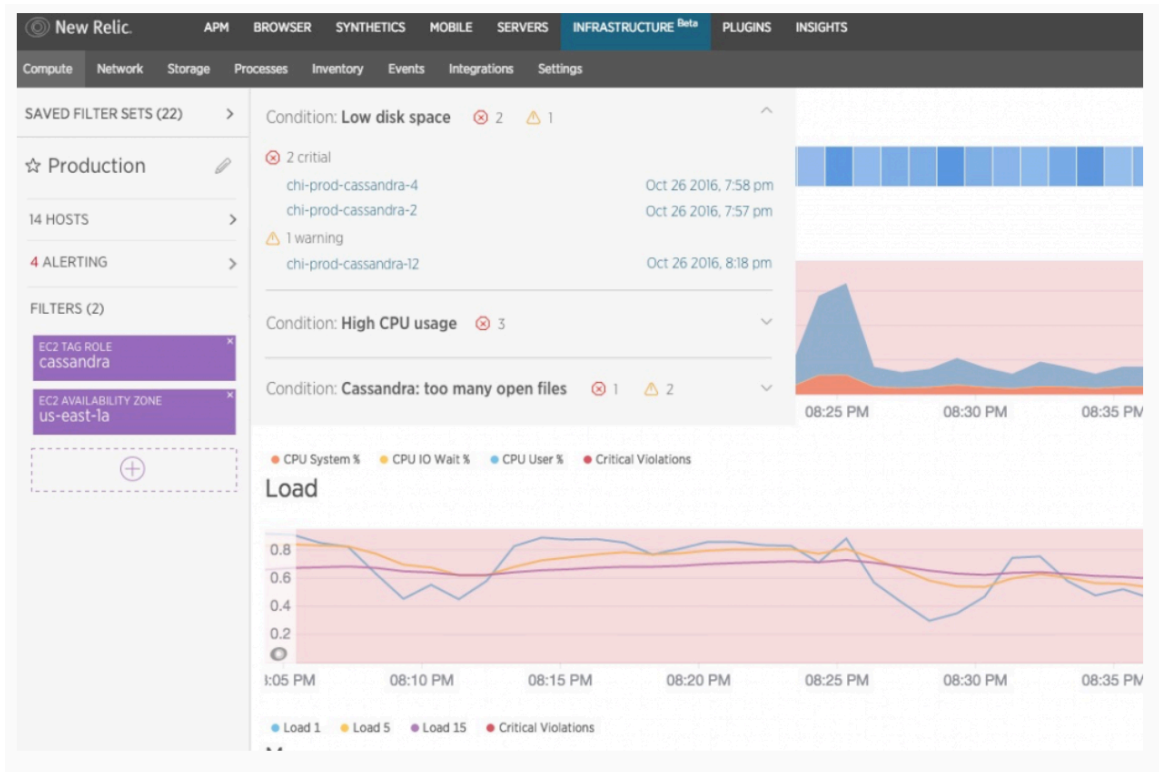 New Relic.
APM BROWSER SYNTHETICS MOBILE SERVERS INFRASTRUCTURE Beta PLUGINS INSIGHTS
Compute Network Storage Processes Inventory Events Integrations Settings
SAVED FILTER SETS (22)
Production
14 HOSTS
4 ALERTING
FILTERS (2)
EC2 TAG ROLE
cassandra
EC2 AVAILABILITY ZONE
us-east-1a
Condition: Low disk space 2 1
2 critial
chi-prod-cassandra-4 Oct 26 2016, 7:58 pm
chi-prod-cassandra-2 Oct 26 2016, 7:57 pm
1 warning
chi-prod-cassandra-12 Oct 26 2016, 8:18 pm
Condition: High CPU usage 3
Condition: Cassandra: too many open files 1 2
08:25 PM 08:30 PM 08:35 PM
CPU System % CPU IO Wait % CPU User % Critical Violations
Load
0.8
0.6
0.4
0.2
:05 PM 08:10 PM 08:15 PM 08:20 PM 08:25 PM 08:30 PM 08:35 PM
Load 1 Load 5 Load 15 Critical Violations